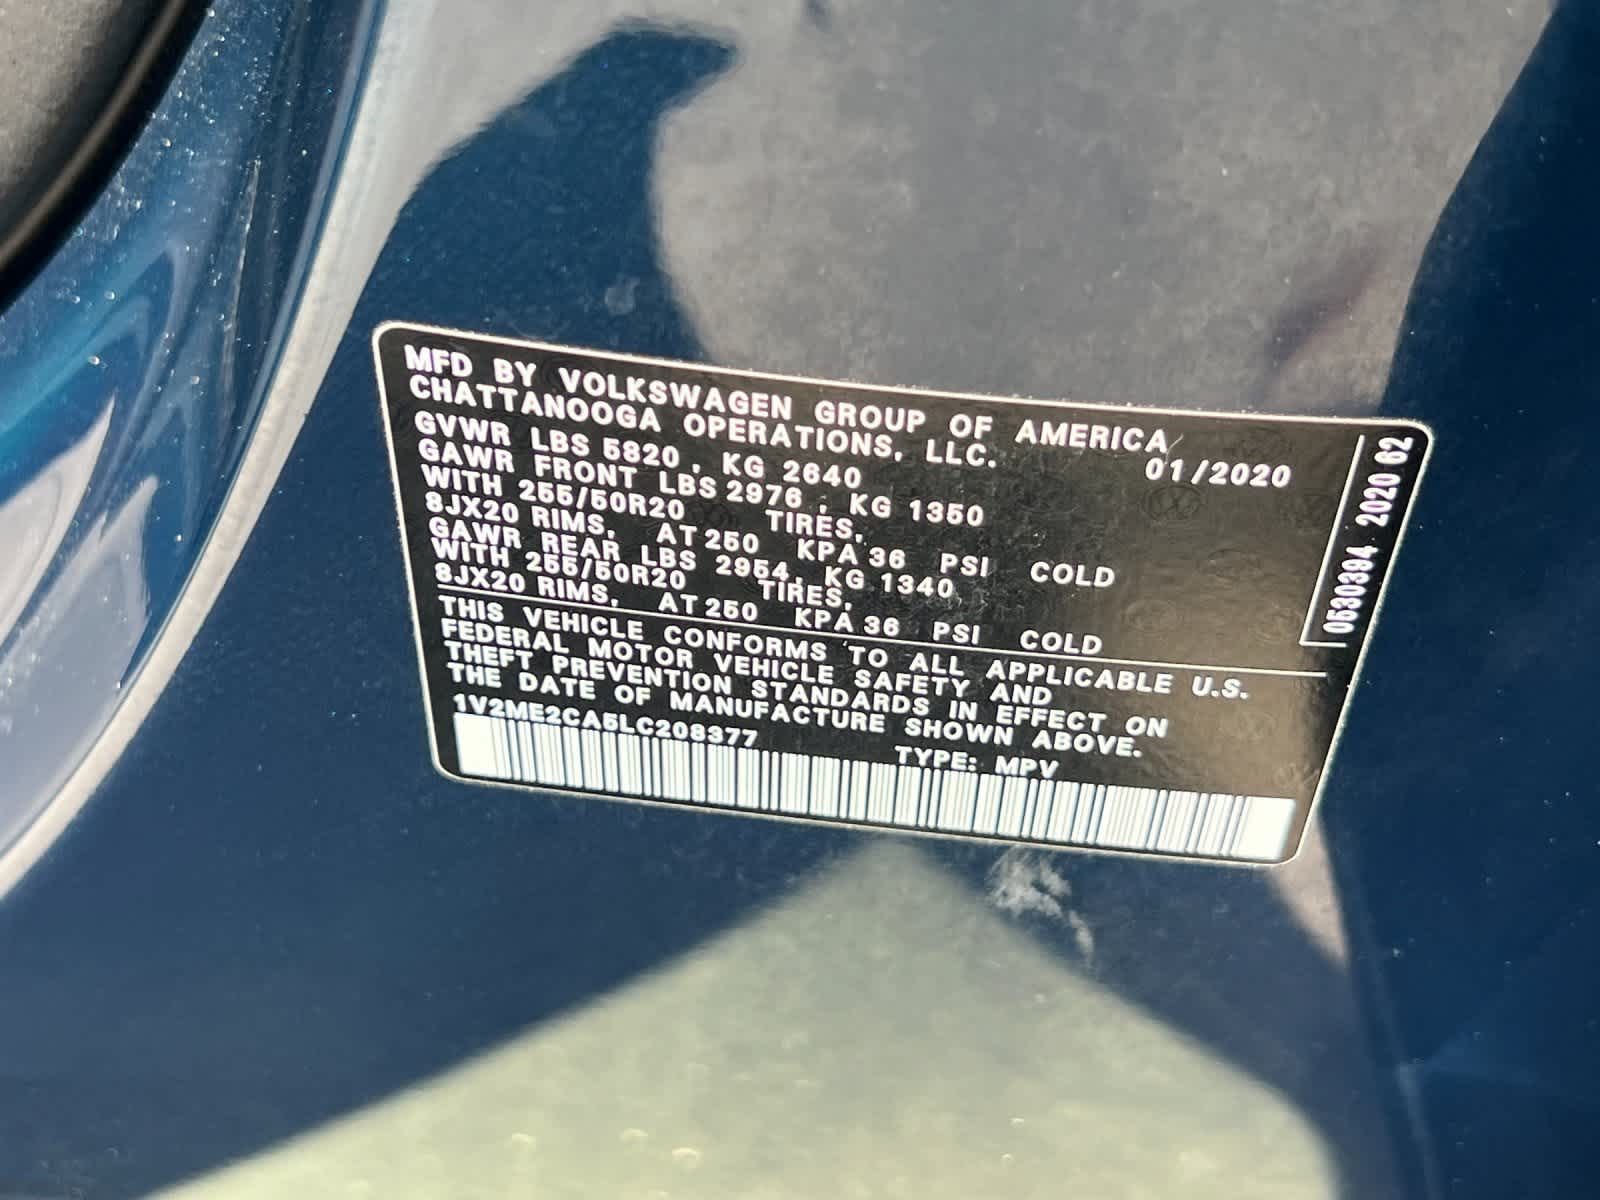 MFD BY VOLKSWAGEN GROUP OF AMERICA
CHATTANOOGA OPERATIONS, LLC. 01/2020
GVWR LBS 5820 , KG 2640
GAWR FRONT LBS 2976 , KG 1350
WITH 255/50R20 TIRES,
8JX20 RIMS, AT 250 KPA 36 PSI COLD
GAWR REAR LBS 2954, KG 1340
WITH 255/50R20 TIRES,
8JX20 RIMS, AT 250 KPA 36 PSI COLD
THIS VEHICLE CONFORMS TO ALL APPLICABLE U.S.
FEDERAL MOTOR VEHICLE SAFETY AND
THEFT PREVENTION STANDARDS IN EFFECT ON
THE DATE OF MANUFACTURE SHOWN ABOVE.
1V2ME2CA5LC208377 TYPE: MPV
0530394 2020 62